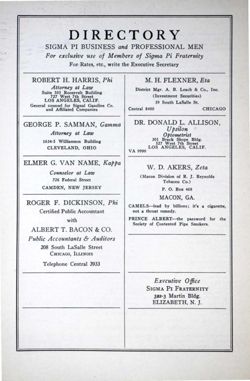 DIRECTORY
SIGMA PI BUSINESS and PROFESSIONAL MEN
For exclusive use of Members of Sigma Pi Fraternity
For Rates, etc., write the Executive Secretary
ROBERT H. HARRIS, Phi
Attorney at Law
Suite 535 Roosevelt Building
727 West 7th Street
LOS ANGELES, CALIF.
General counsel for Signal Gasoline Co.
and Affiliated Companies
GEORGE P. SAMMAN, Gamma
Attorney at Law
1634-5 Williamson Building
CLEVELAND, OHIO
ELMER G. VAN NAME, Kappa
Counselor at Law
726 Federal Street
CAMDEN, NEW JERSEY
ROGER F. DICKINSON, Phi
Certified Public Accountant
with
ALBERT T. BACON & CO.
Public Accountants & Auditors
208 South LaSalle Street
CHICAGO, ILLINOIS
Telephone Central 2933
M. H. FLEXNER, Eta
District Mgr. A. B. Leach & Co., Inc.
(Investment Securities)
39 South LaSalle St.
Central 8400 CHICAGO
DR. DONALD L. ALLISON,
Upsilon
Optometrist
Brack Shops Bldg.
527 West 7th St.
LOS ANGELES, CALIF.
W. D. AKERS, Zeta
(Macon Division of R. J. Reynolds
Tobacco Co.)
P. O. Box 468
MACON, GA.
CAMELS—lead by billions; it's a cigarette,
not a throat remedy.
PRINCE ALBERT—the password for the
Society of Contented Pipe Smokers.
Executive Office
SIGMA PI FRATERNITY
Martin Bldg.
ELIZABETH, N. J.